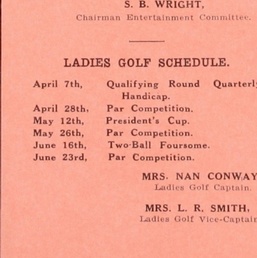 S. B. WRIGHT,
Chairman Entertainment Committee.
LADIES GOLF SCHEDULE.
April 7th, Qualifying Round Quarterly
Handicap.
April 28th, Par Competition.
May 12th, President's Cup.
May 26th, Par Competition.
June 16th, Two-Ball Foursome.
June 23rd, Par Competition.
MRS. NAN CONWAY
Ladies Golf Captain.
MRS. L. R. SMITH,
Ladies Golf Vice-Captain